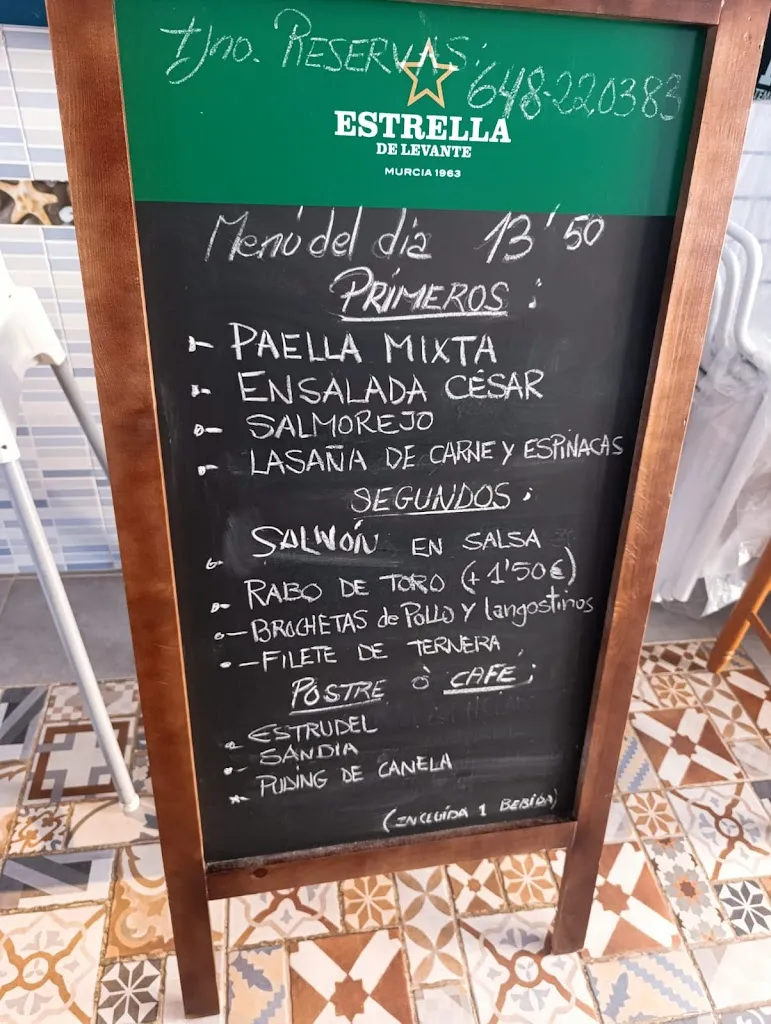 tfno. RESERVAS: 648-220383
ESTRELLA
DE LEVANTE
MURCIA 1963
Menú del dia 13'50
PRIMEROS:
- PAELLA MIXTA
- ENSALADA CÉSAR
- SALMOREJO
- LASAÑA DE CARNE Y ESPINACAS
SEGUNDOS:
- SALMÓN EN SALSA
- RABO DE TORO (+1'50€)
- BROCHETAS de POLLO Y langostinos
- FILETE DE TERNERA
POSTRE Ò CAFE:
- ESTRUDEL
- SANDIA
- PUDING DE CANELA
(INCLUIDA 1 BEBIDA)